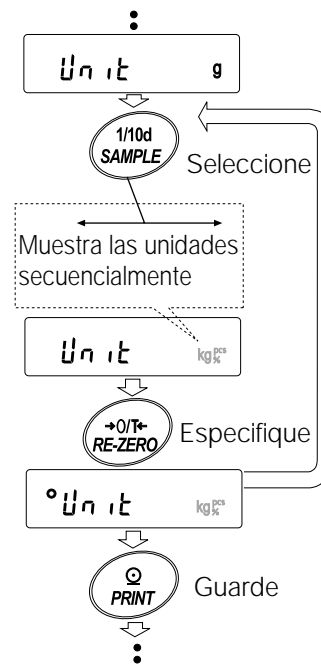 Unit g
1/10d
SAMPLE
Seleccione
Muestra las unidades
secuencialmente
Unit kg pcs %
→0/T←
RE-ZERO
Especifique
°Unit kg pcs %
PRINT
Guarde